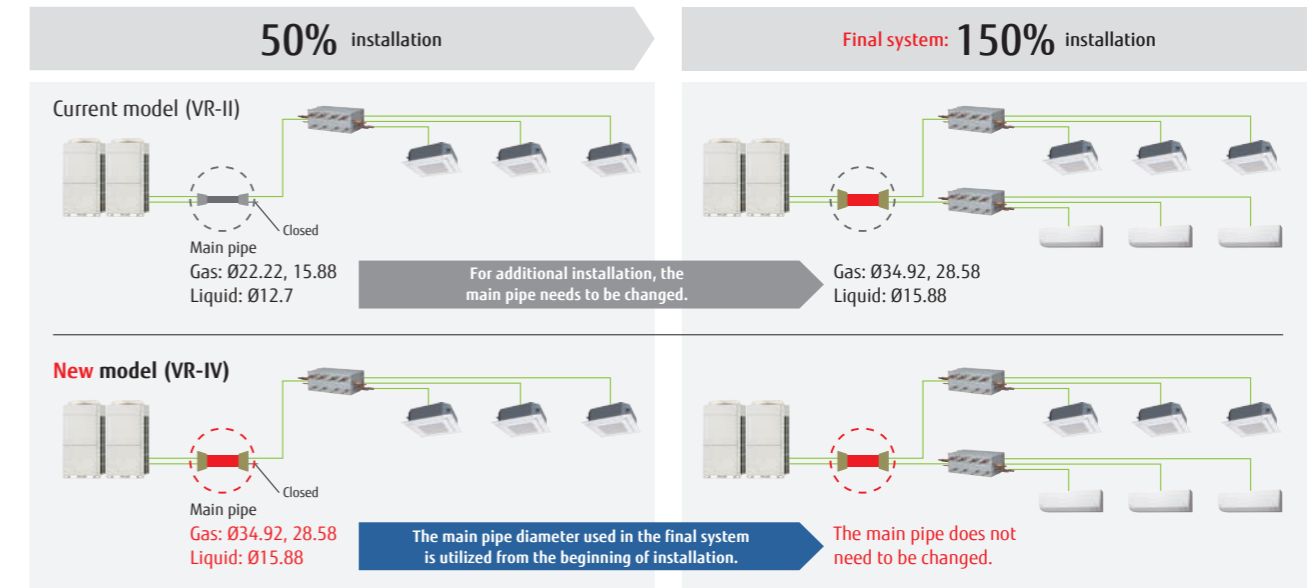 50% installation
Final system: 150% installation
Current model (VR-II)
Closed
Main pipe
Gas: Ø22.22, 15.88
Liquid: Ø12.7
For additional installation, the
main pipe needs to be changed.
Gas: Ø34.92, 28.58
Liquid: Ø15.88
New model (VR-IV)
Closed
Main pipe
Gas: Ø34.92, 28.58
Liquid: Ø15.88
The main pipe diameter used in the final system
is utilized from the beginning of installation.
The main pipe does not
need to be changed.